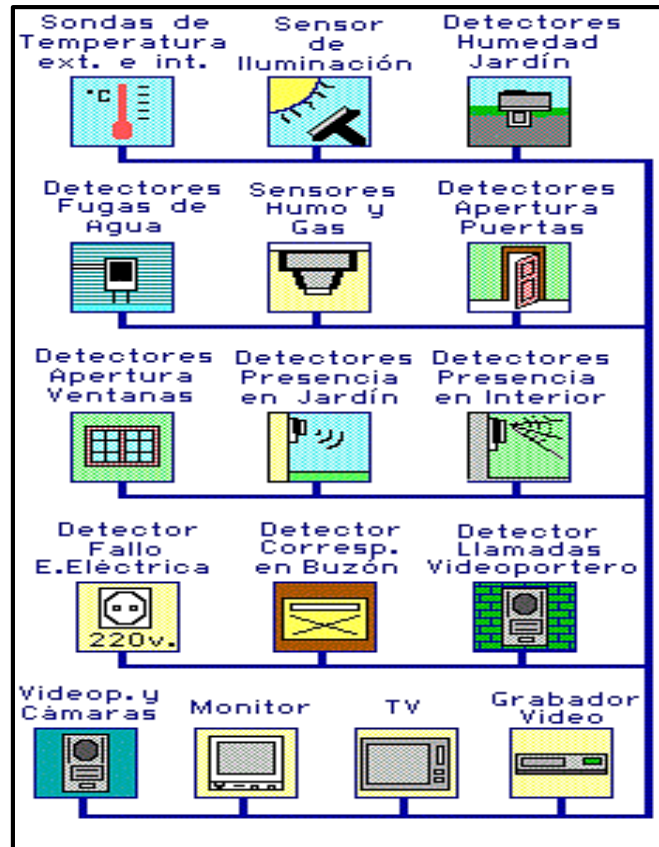 Sondas de
Temperatura
ext. e int.
Sensor
de
Iluminación
Detectores
Humedad
Jardín
°C
Detectores
Fugas de
Agua
Sensores
Humo y
Gas
Detectores
Apertura
Puertas
Detectores
Apertura
Ventanas
Detectores
Presencia
en Jardín
Detectores
Presencia
en Interior
Detector
Fallo
E.Eléctrica
Detector
Corresp.
en Buzón
Detector
Llamadas
Videoportero
220v.
Videop.y
Cámaras
Monitor
TV
Grabador
Video